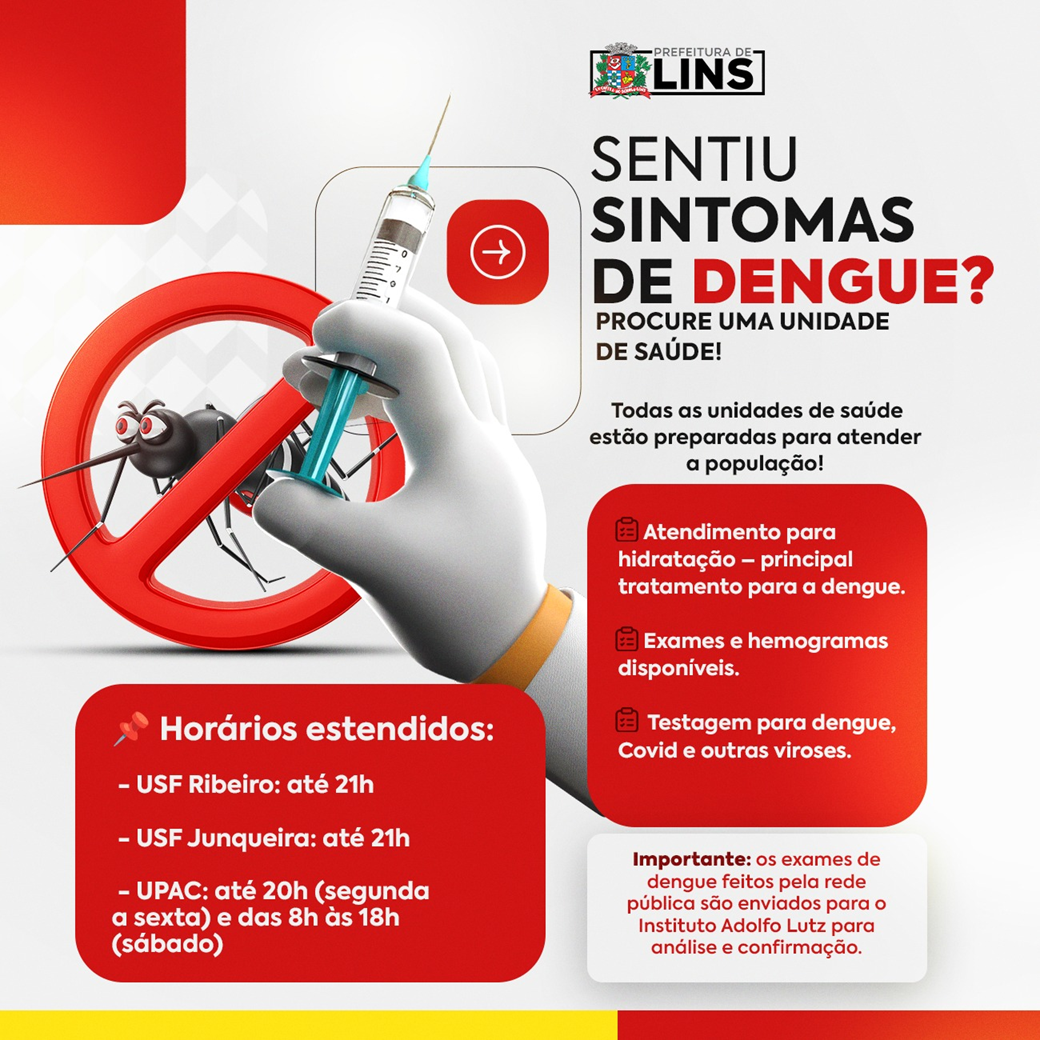 PREFEITURA DE
LINS
SENTIU
SINTOMAS
DE DENGUE?
PROCURE UMA UNIDADE
DE SAÚDE!
Todas as unidades de saúde
estão preparadas para atender
a população!
Atendimento para
hidratação – principal
tratamento para a dengue.
Exames e hemogramas
disponíveis.
Testagem para dengue,
Covid e outras viroses.
Horários estendidos:
- USF Ribeiro: até 21h
- USF Junqueira: até 21h
- UPAC: até 20h (segunda
a sexta) e das 8h às 18h
(sábado)
Importante: os exames de
dengue feitos pela rede
pública são enviados para o
Instituto Adolfo Lutz para
análise e confirmação.